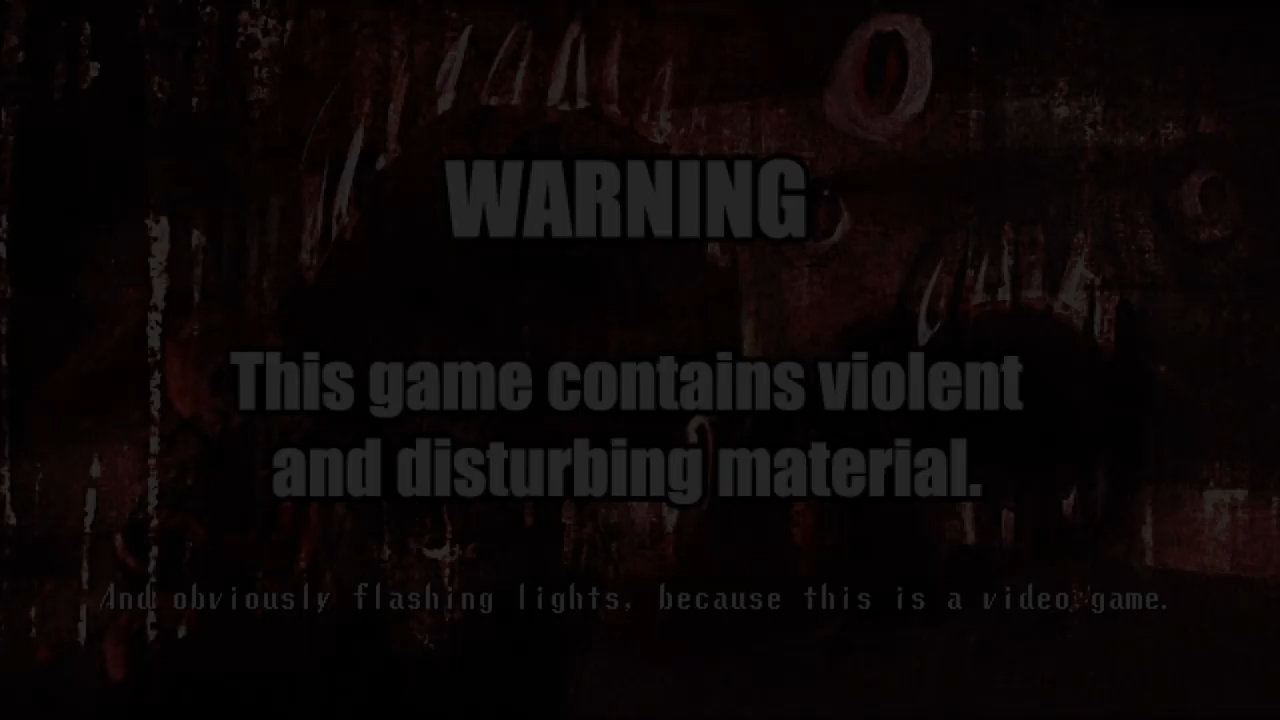 WARNING
This game contains violent
and disturbing material.
And obviously flashing lights, because this is a video game.